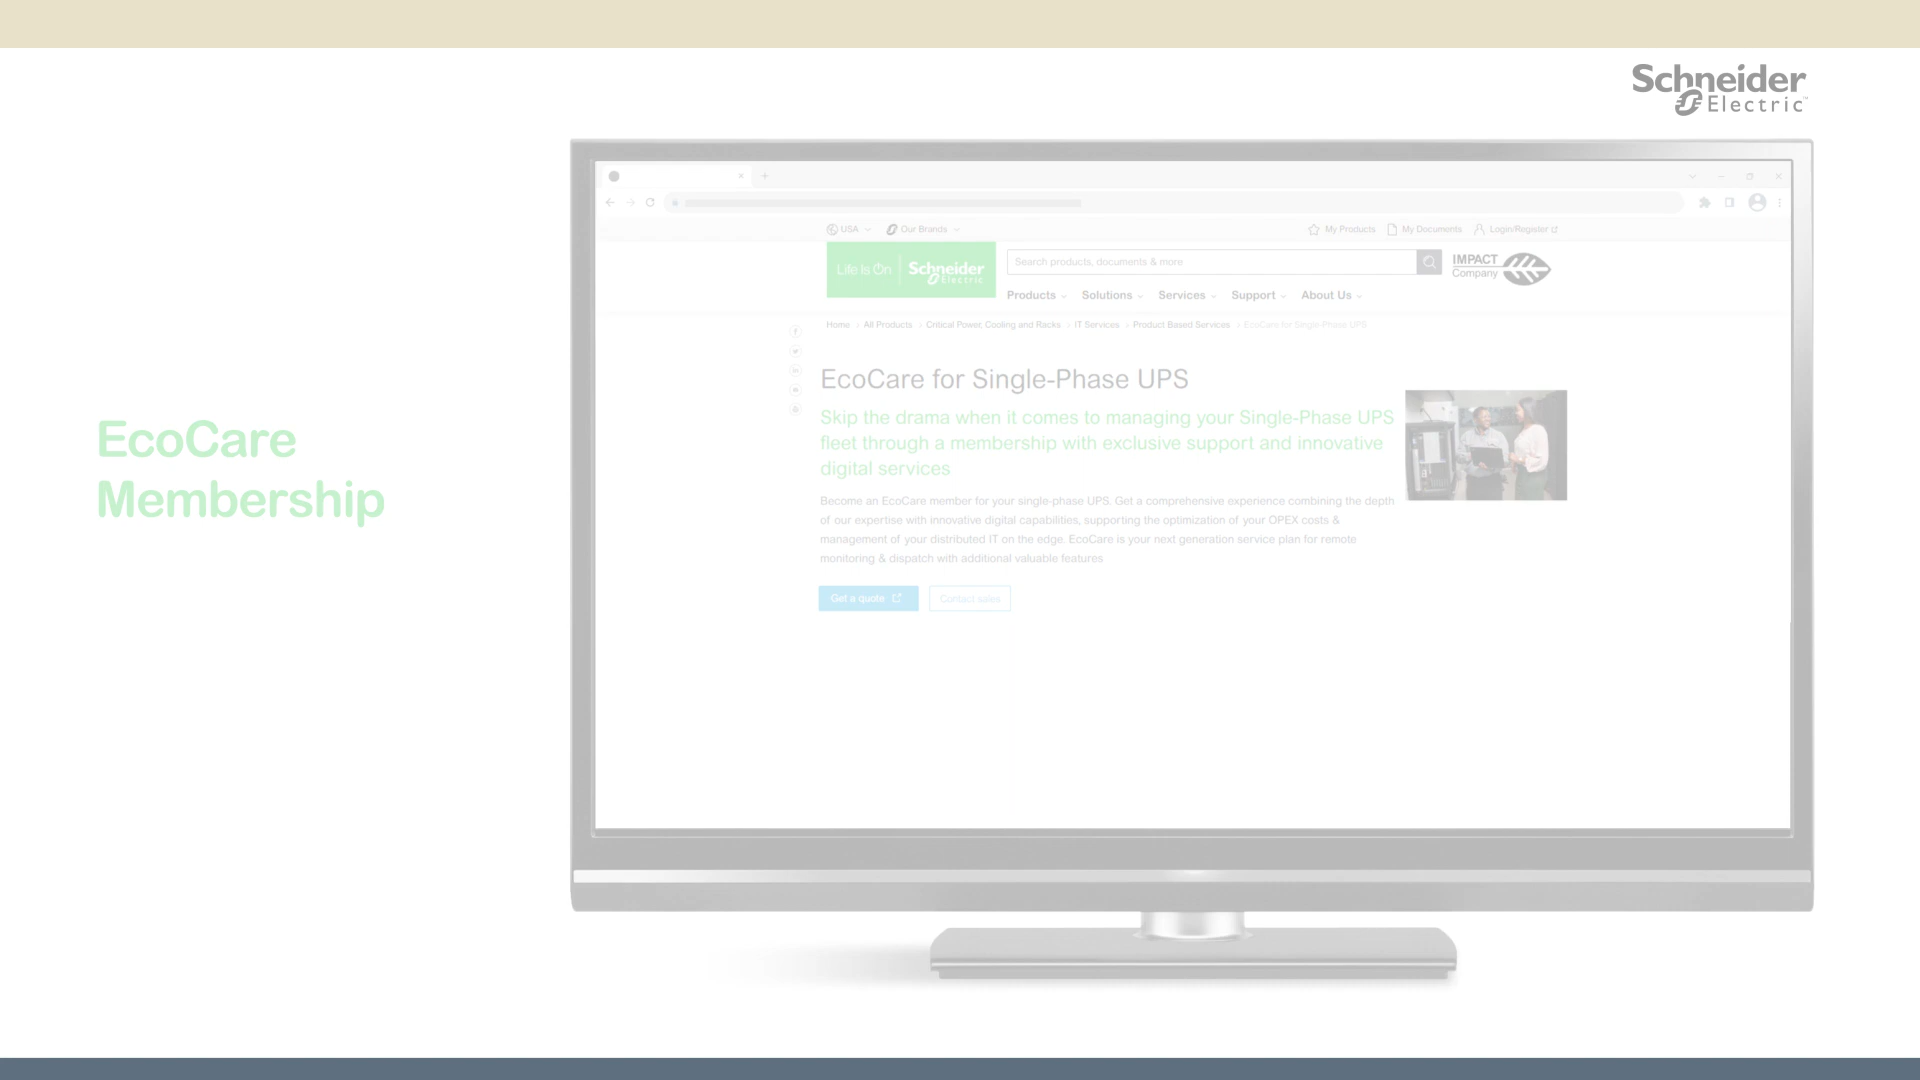 Schneider
Electric
USA
Our Brands
My Products
My Documents
Login/Register
Life Is On
Schneider
Electric
Search products, documents & more
IMPACT
Company
Products
Solutions
Services
Support
About Us
Home > All Products > Critical Power, Cooling and Racks > IT Services > Product Based Services > EcoCare for Single-Phase UPS
EcoCare for Single-Phase UPS
Skip the drama when it comes to managing your Single-Phase UPS
fleet through a membership with exclusive support and innovative
digital services
Become an EcoCare member for your single-phase UPS. Get a comprehensive experience combining the depth
of our expertise with innovative digital capabilities, supporting the optimization of your OPEX costs &
management of your distributed IT on the edge. EcoCare is your next generation service plan for remote
monitoring & dispatch with additional valuable features
Get a quote
Contact sales
EcoCare
Membership